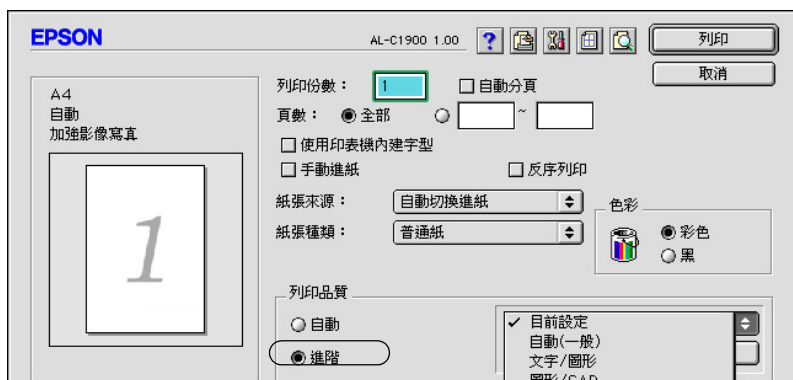 EPSON
AL-C1900 1.00
列印
取消
A4
自動
加強影像寫真
1
列印份數： 1
自動分頁
頁數： 全部 ~
使用印表機內建字型
手動進紙
反序列印
紙張來源： 自動切換進紙
紙張種類： 普通紙
色彩
彩色
黑
列印品質
自動
進階
目前設定
自動(一般)
文字/圖形
圖形/CAD